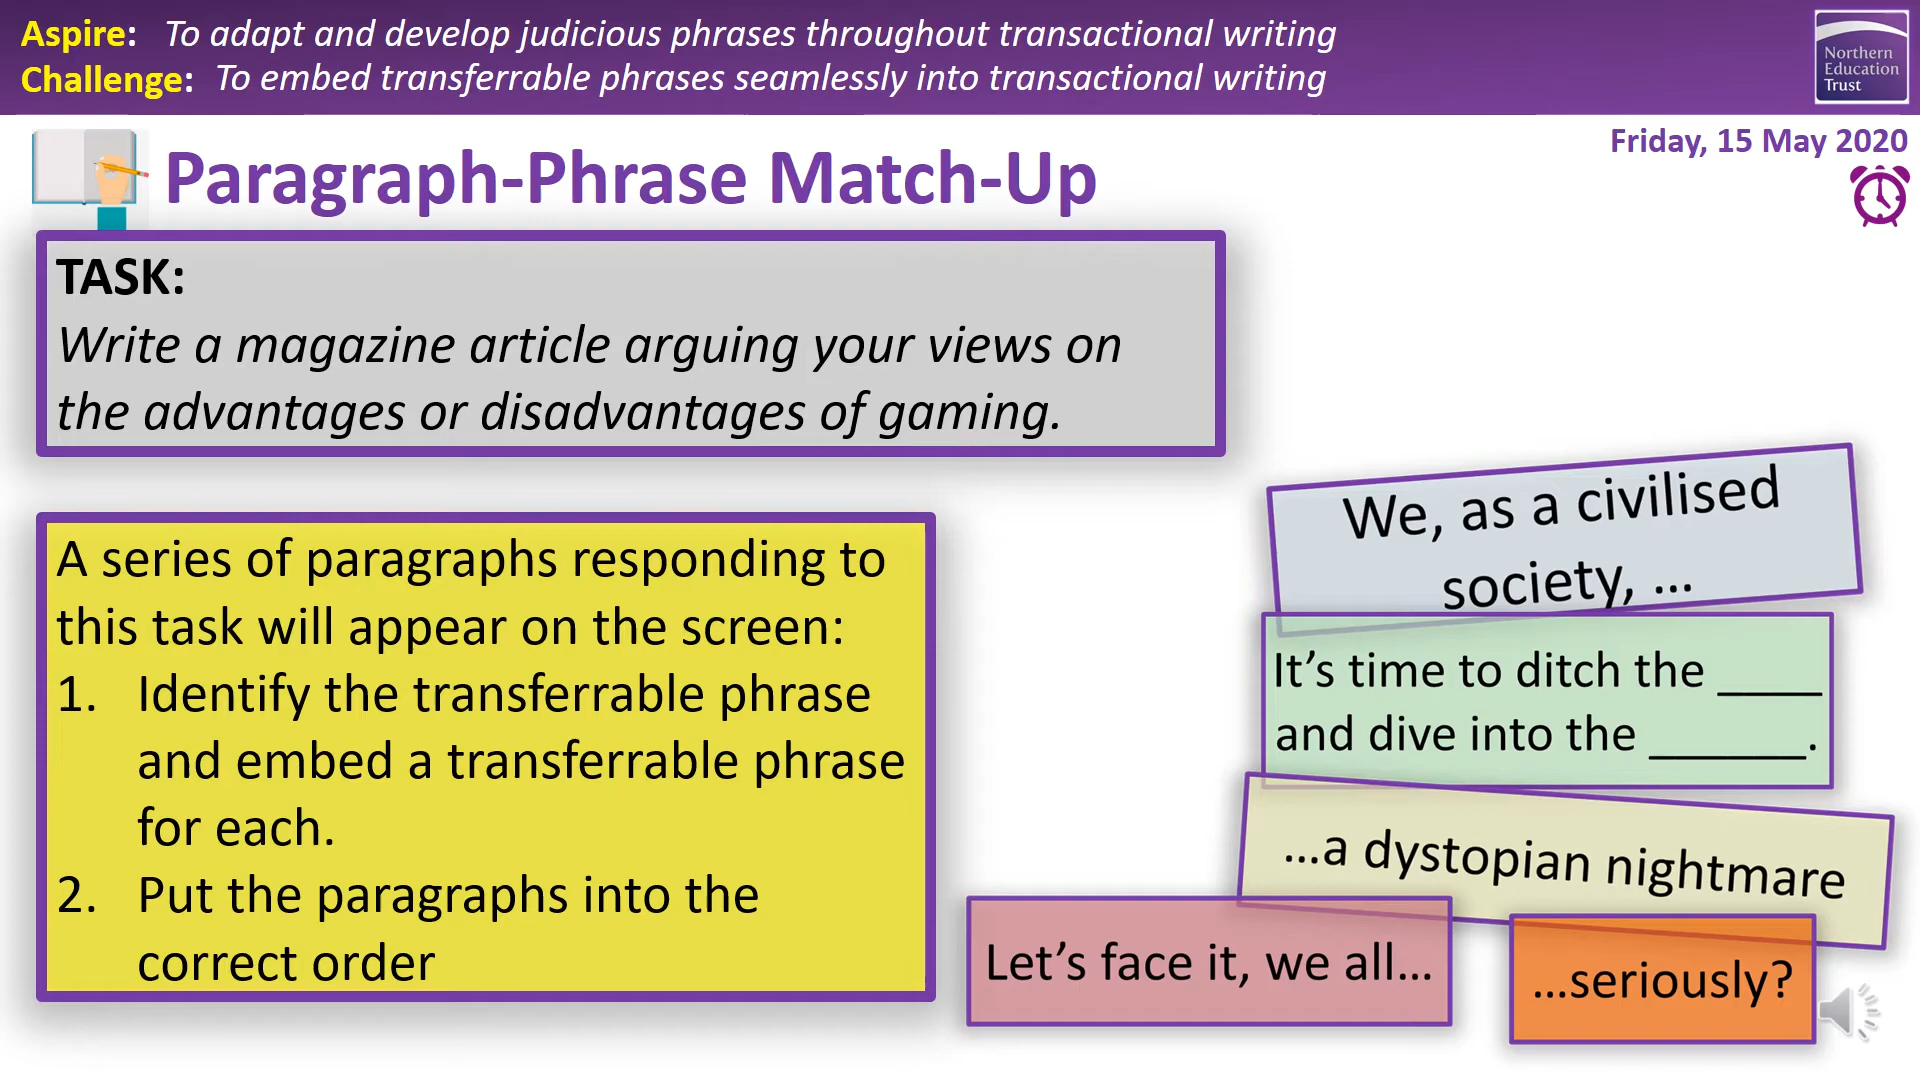 Aspire: To adapt and develop judicious phrases throughout transactional writing
Challenge: To embed transferrable phrases seamlessly into transactional writing
Northern
Education
Trust
Friday, 15 May 2020
Paragraph-Phrase Match-Up
TASK:
Write a magazine article arguing your views on
the advantages or disadvantages of gaming.
A series of paragraphs responding to
this task will appear on the screen:
1. Identify the transferrable phrase
and embed a transferrable phrase
for each.
2. Put the paragraphs into the
correct order
We, as a civilised
society, ...
It’s time to ditch the ____
and dive into the ______.
...a dystopian nightmare
Let’s face it, we all...
...seriously?